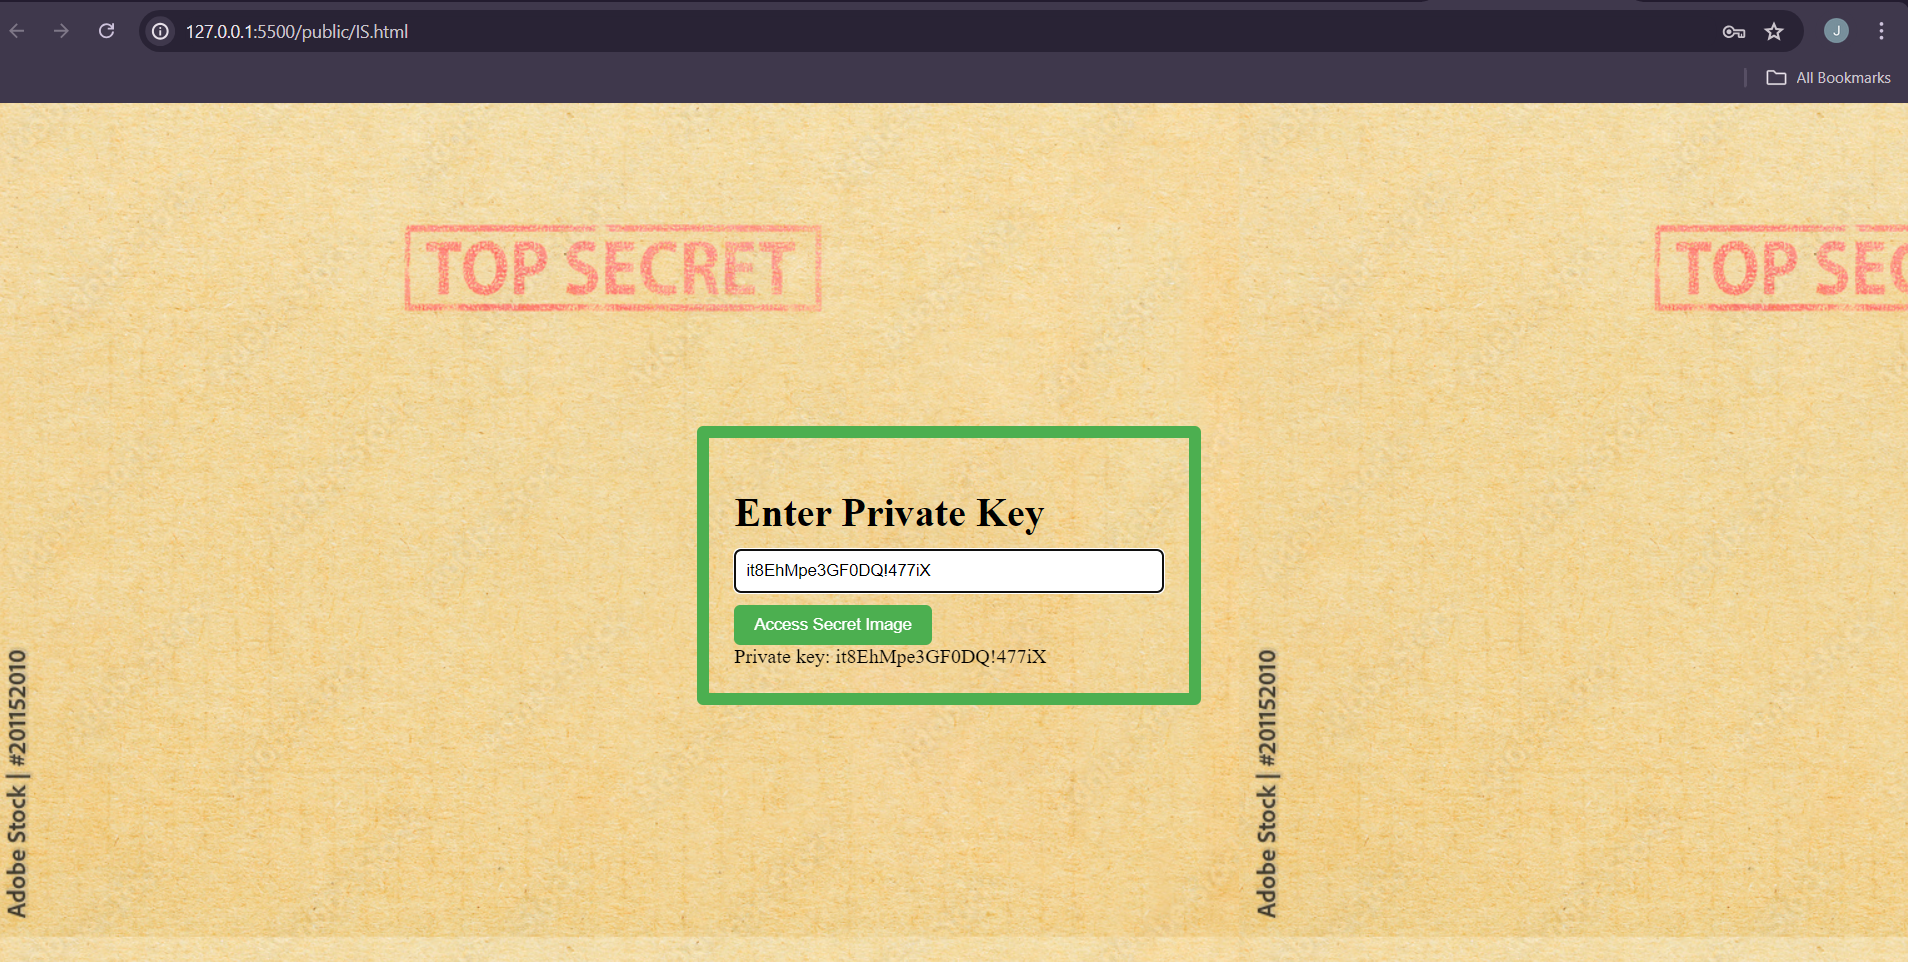 127.0.0.1:5500/public/IS.html
J
All Bookmarks
TOP SECRET
TOP SEC
Enter Private Key
it8EhMpe3GF0DQ!477iX
Access Secret Image
Private key: it8EhMpe3GF0DQ!477iX
Adobe Stock | #201152010
Adobe Stock | #201152010